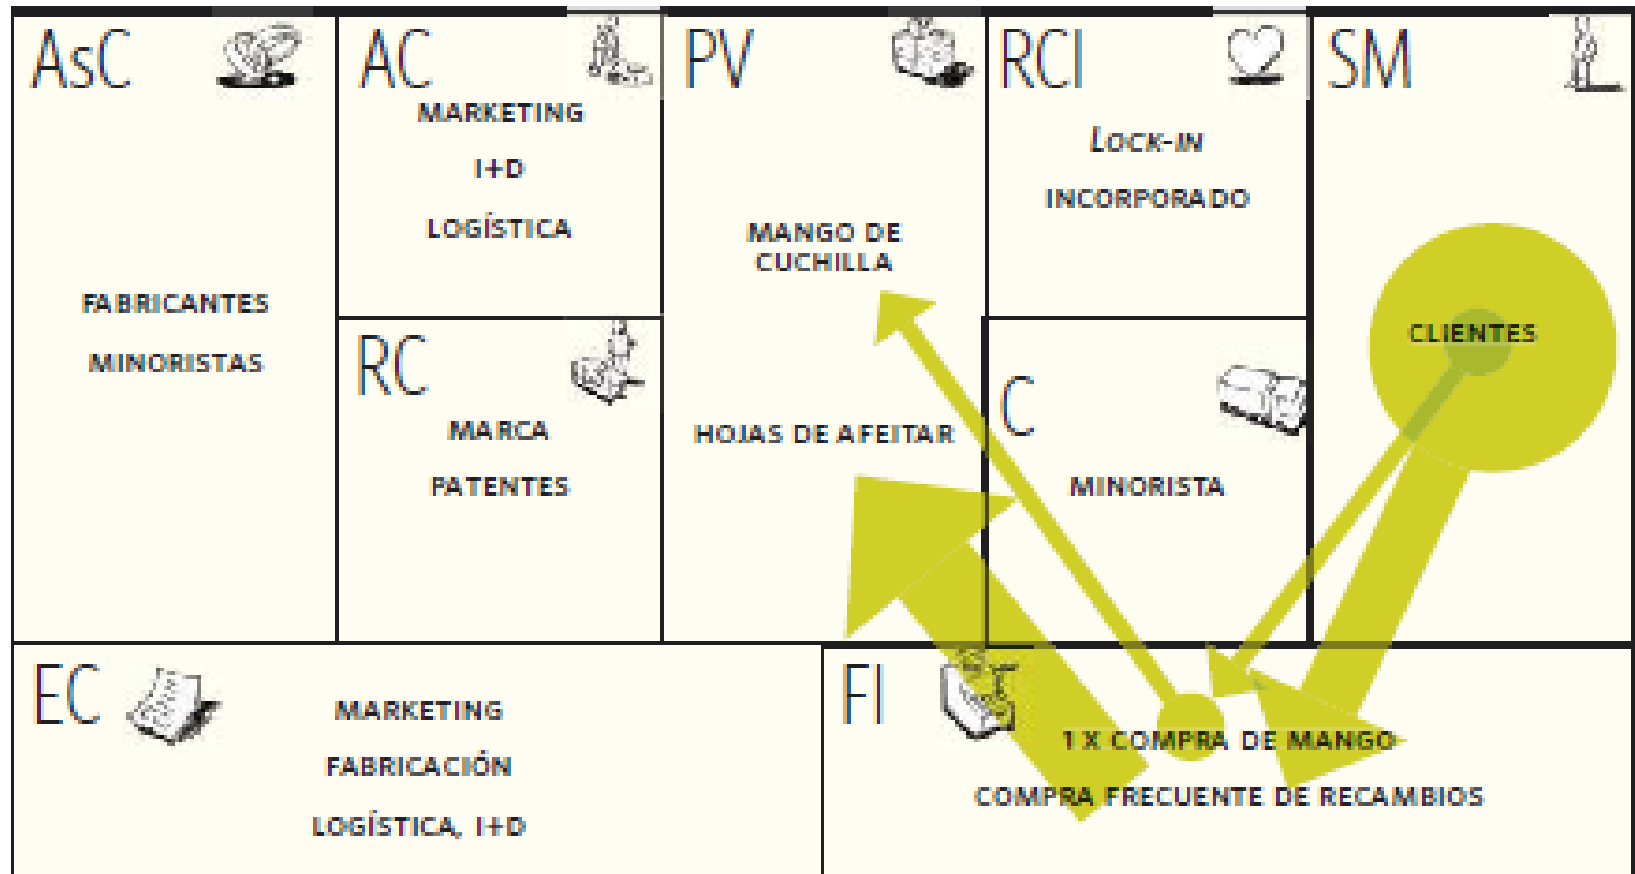 AsC
FABRICANTES
MINORISTAS
AC
MARKETING
I+D
LOGÍSTICA
RC
MARCA
PATENTES
PV
MANGO DE
CUCHILLA
HOJAS DE AFEITAR
RCI
LOCK-IN
INCORPORADO
C
MINORISTA
SM
CLIENTES
EC
MARKETING
FABRICACIÓN
LOGÍSTICA, I+D
FI
1 X COMPRA DE MANGO
COMPRA FRECUENTE DE RECAMBIOS